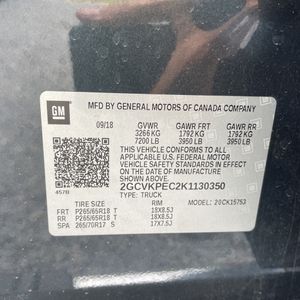 GM
MFD BY GENERAL MOTORS OF CANADA COMPANY
09/18 GVWR GAWR FRT GAWR RR
3266 KG 1792 KG 1792 KG
7200 LB 3950 LB 3950 LB
THIS VEHICLE CONFORMS TO ALL
APPLICABLE U.S. FEDERAL MOTOR
VEHICLE SAFETY STANDARDS IN
EFFECT ON THE DATE OF
MANUFACTURE SHOWN ABOVE.
2GCVKPEC2K1130350
457B TYPE: TRUCK MODEL: 20CK15753
FRT P265/65R18 T 18X8.5J
RR P265/65R18 T 18X8.5J
SPA 265/70R17 S 17X7.5J